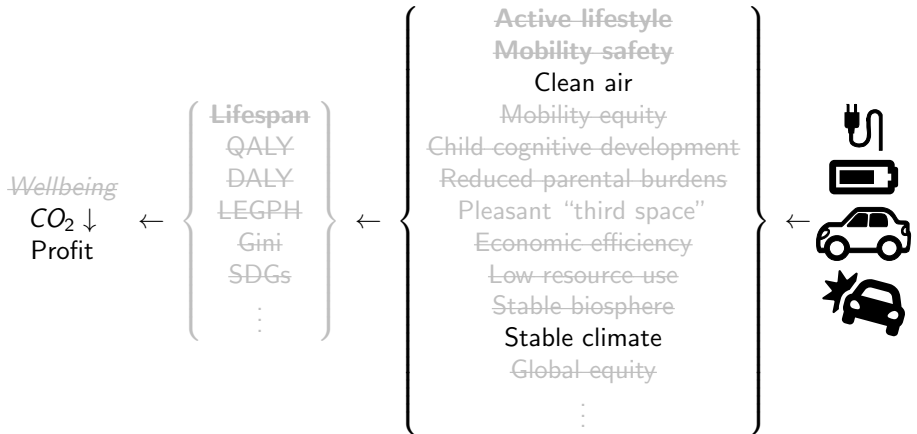 Wellbeing
CO₂ ↓
Profit
←
Lifespan
QALY
DALY
LEGPH
Gini
SDGs
⋮
←
Active lifestyle
Mobility safety
Clean air
Mobility equity
Child cognitive development
Reduced parental burdens
Pleasant “third space”
Economic efficiency
Low resource use
Stable biosphere
Stable climate
Global equity
⋮
←